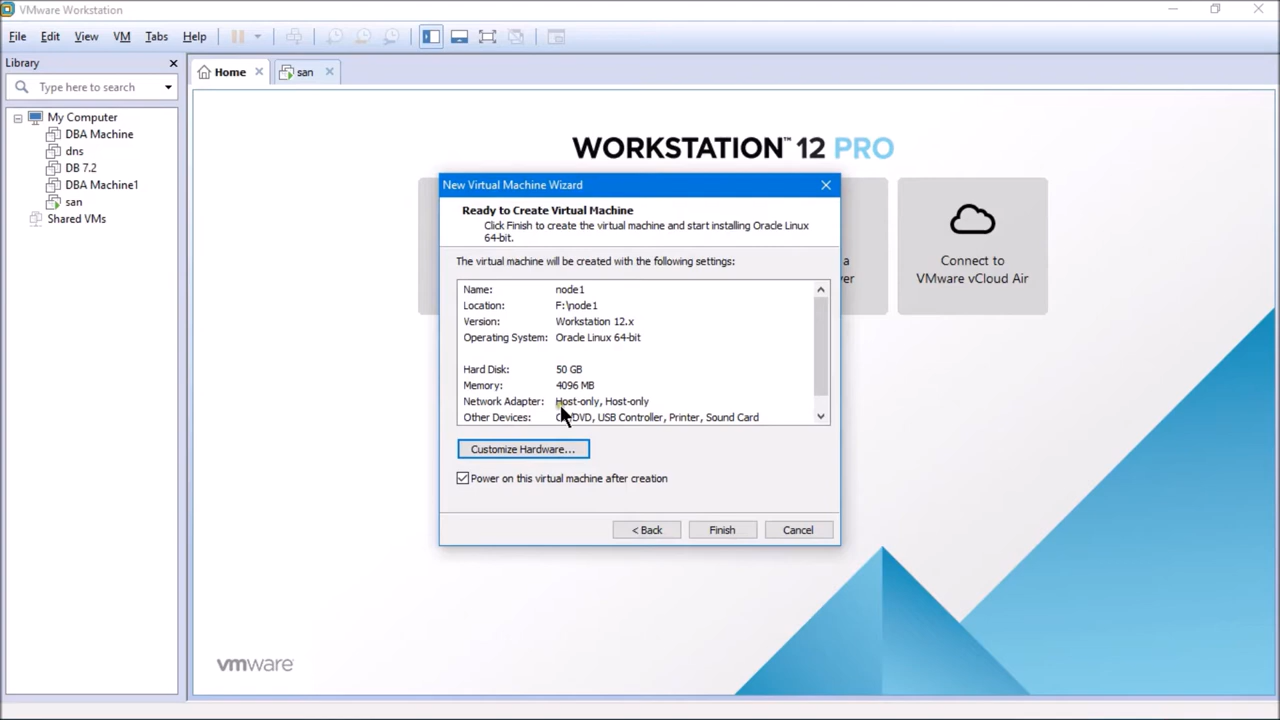 VMware Workstation
File Edit View VM Tabs Help
Library
Type here to search
My Computer
DBA Machine
dns
DB 7.2
DBA Machine1
san
Shared VMs
Home san
WORKSTATION™ 12 PRO
New Virtual Machine Wizard
Ready to Create Virtual Machine
Click Finish to create the virtual machine and start installing Oracle Linux
64-bit.
The virtual machine will be created with the following settings:
Name: node1
Location: F:\node1
Version: Workstation 12.x
Operating System: Oracle Linux 64-bit
Hard Disk: 50 GB
Memory: 4096 MB
Network Adapter: Host-only, Host-only
Other Devices: CD/DVD, USB Controller, Printer, Sound Card
Customize Hardware...
Power on this virtual machine after creation
< Back Finish Cancel
a
ver
Connect to
VMware vCloud Air
vmware